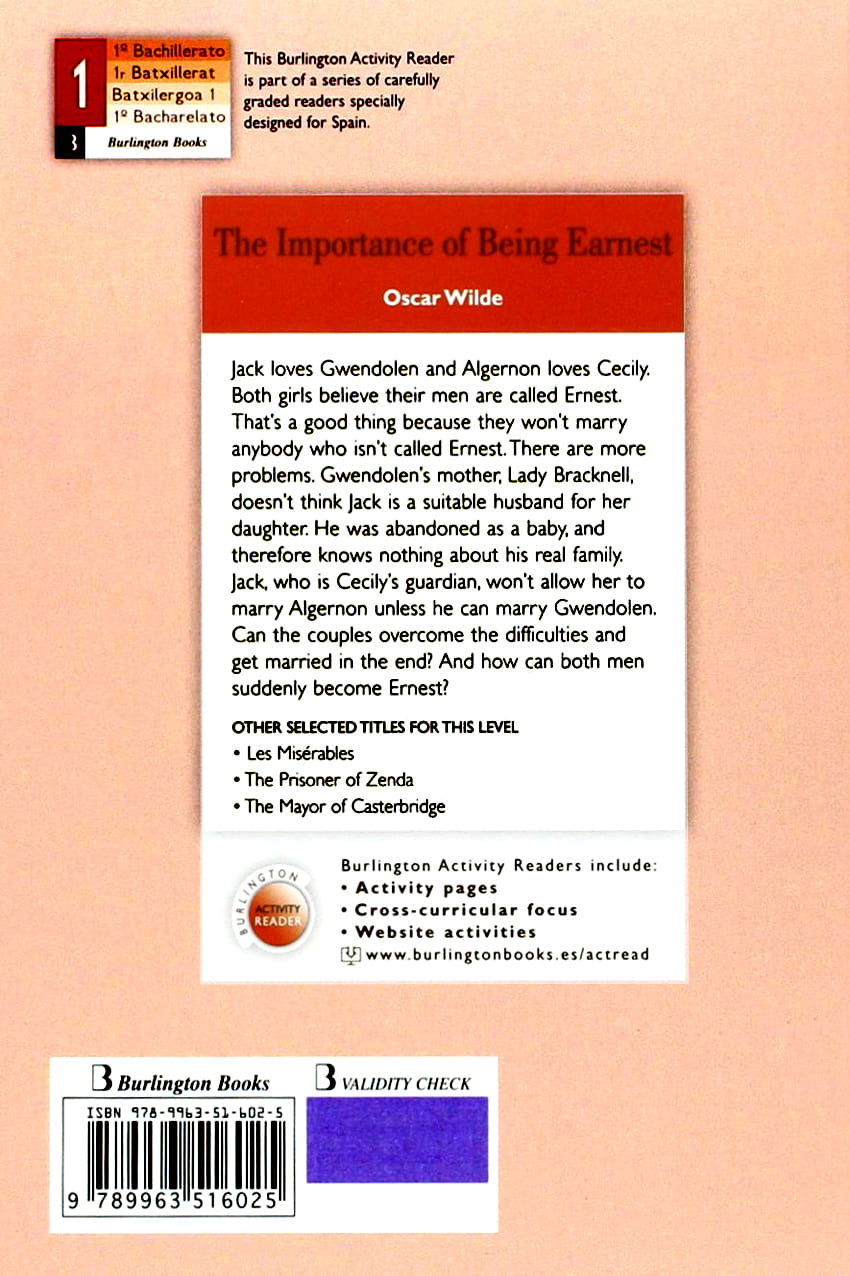 1
1º Bachillerato
1r Batxillerat
Batxilergoa 1
1º Bacharelato
Burlington Books
This Burlington Activity Reader
is part of a series of carefully
graded readers specially
designed for Spain.
The Importance of Being Earnest
Oscar Wilde
Jack loves Gwendolen and Algernon loves Cecily.
Both girls believe their men are called Ernest.
That's a good thing because they won't marry
anybody who isn't called Ernest. There are more
problems. Gwendolen's mother, Lady Bracknell,
doesn't think Jack is a suitable husband for her
daughter. He was abandoned as a baby, and
therefore knows nothing about his real family.
Jack, who is Cecily's guardian, won't allow her to
marry Algernon unless he can marry Gwendolen.
Can the couples overcome the difficulties and
get married in the end? And how can both men
suddenly become Ernest?
OTHER SELECTED TITLES FOR THIS LEVEL
• Les Misérables
• The Prisoner of Zenda
• The Mayor of Casterbridge
BURLINGTON
ACTIVITY
READER
Burlington Activity Readers include:
• Activity pages
• Cross-curricular focus
• Website activities
www.burlingtonbooks.es/actread
B Burlington Books
B VALIDITY CHECK
ISBN 978-9963-51-602-5
9 789963 516025